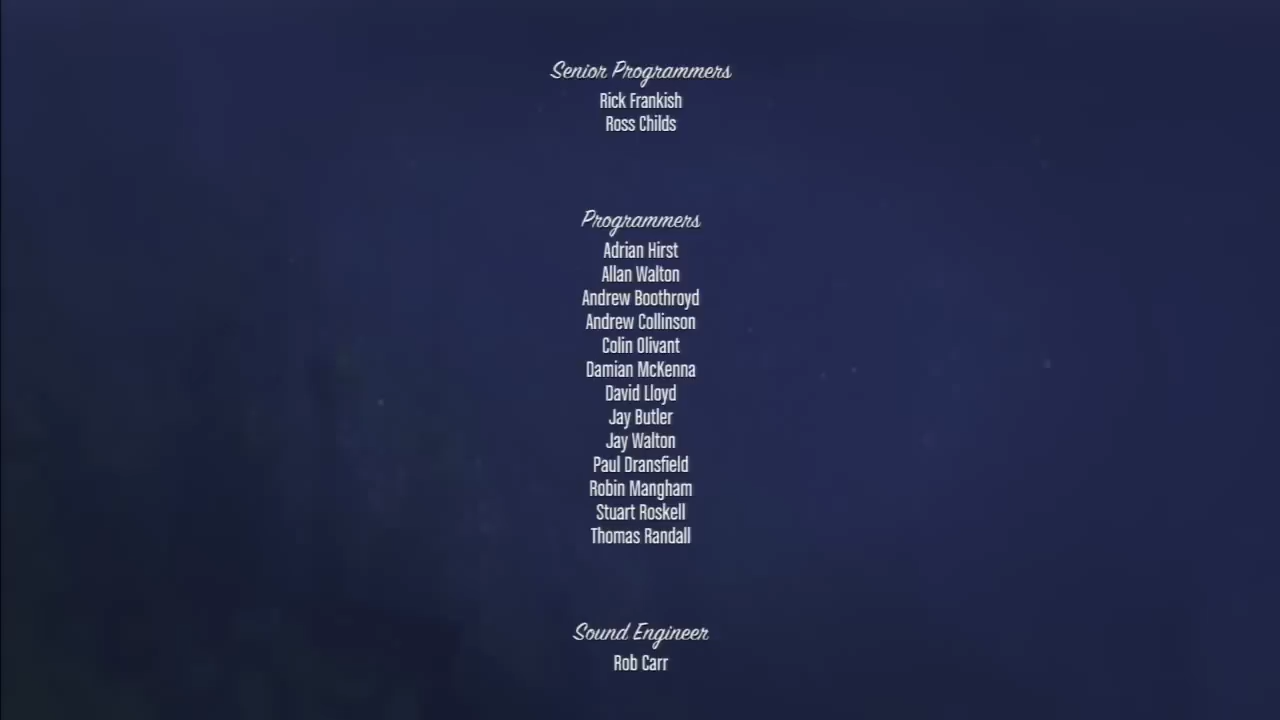 Senior Programmers
Rick Frankish
Ross Childs
Programmers
Adrian Hirst
Allan Walton
Andrew Boothroyd
Andrew Collinson
Colin Olivant
Damian McKenna
David Lloyd
Jay Butler
Jay Walton
Paul Dransfield
Robin Mangham
Stuart Roskell
Thomas Randall
Sound Engineer
Rob Carr